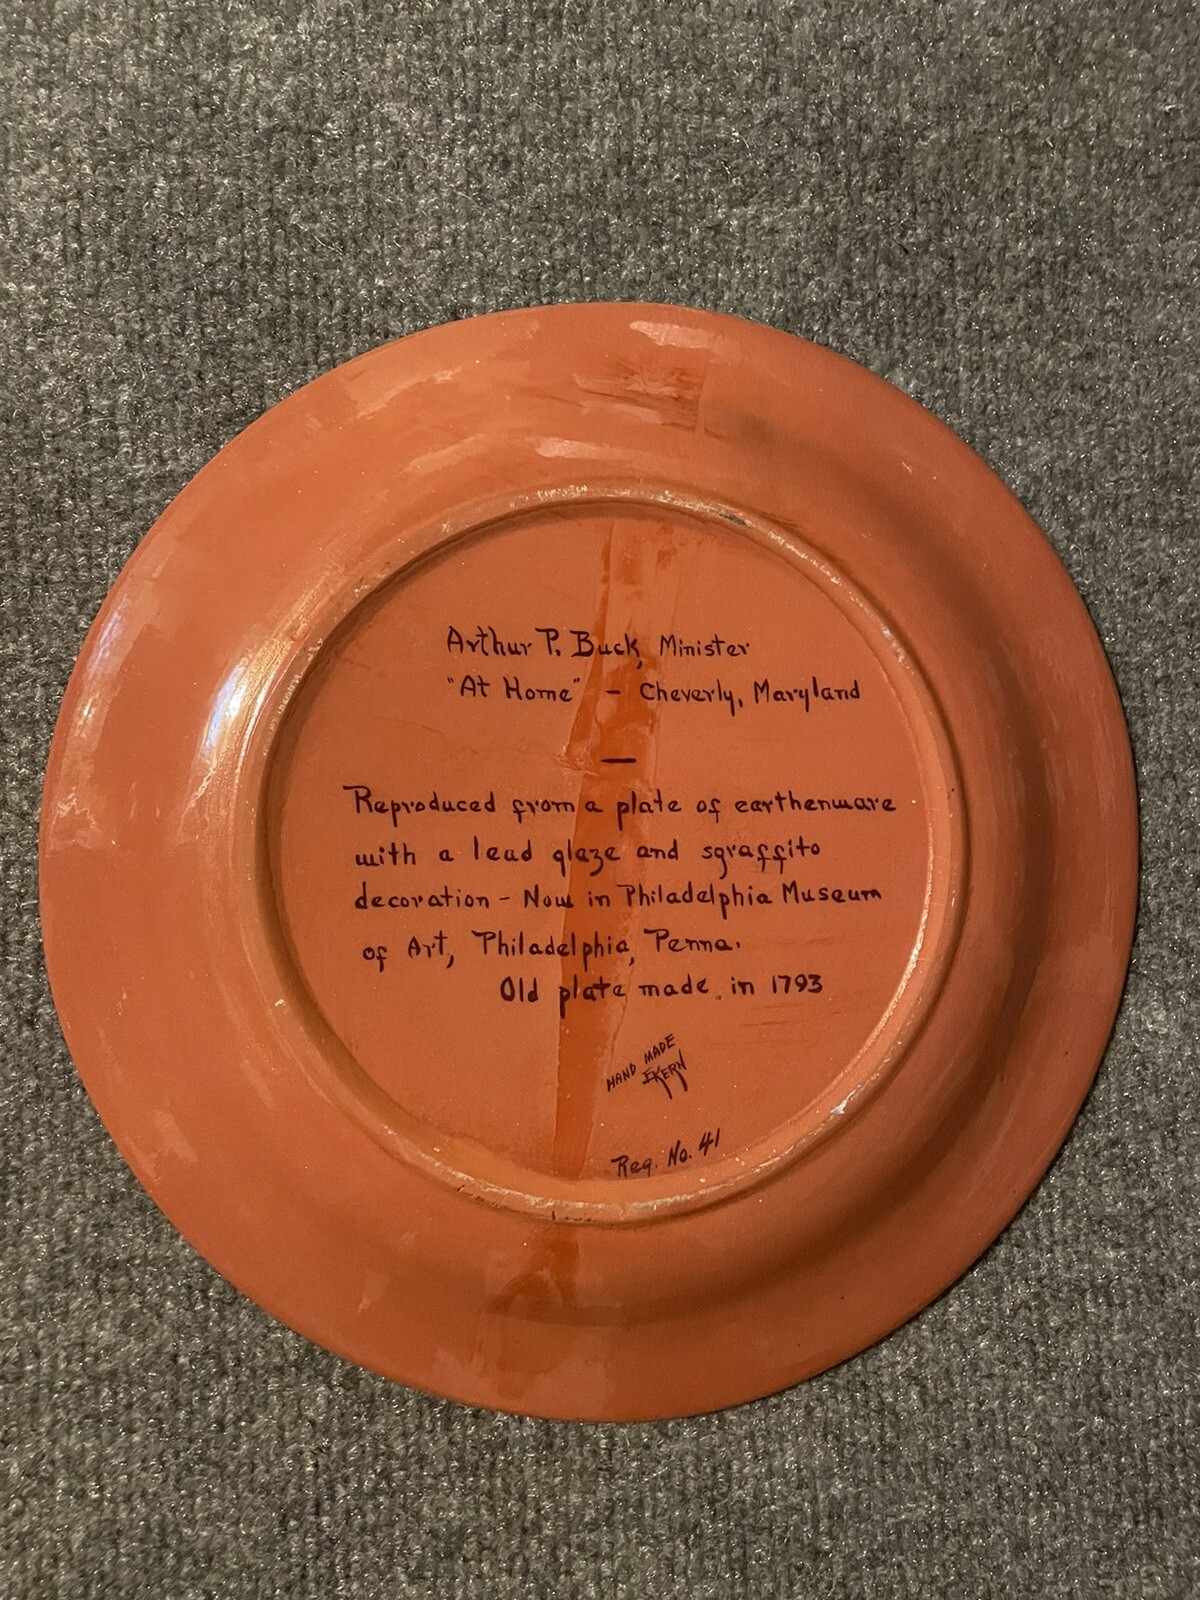 Arthur P. Buck, Minister
"At Home" - Cheverly, Maryland
—
Reproduced from a plate of earthenware
with a lead glaze and sgraffito
decoration - Now in Philadelphia Museum
of Art, Philadelphia, Penna.
Old plate made in 1793
HAND MADE
IKERN
Reg. No. 41